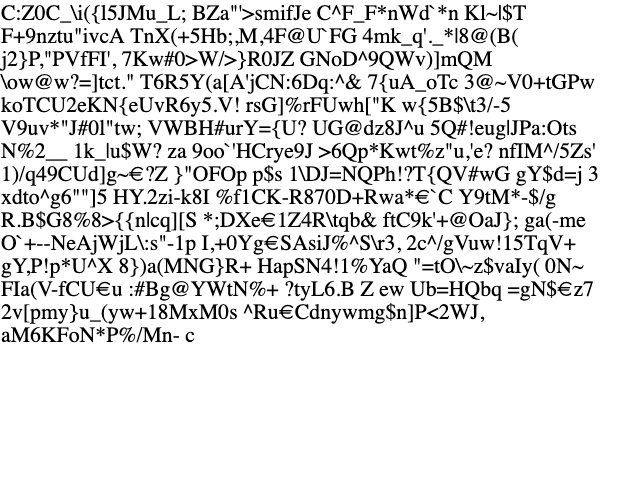 C:Z0C_\i({l5JMu_L; BZa"'>smifJe C^F_F*nWd`*n Kl~|$T
F+9nztu"ivcA TnX(+5Hb;,M,4F@U`FG 4mk_q'._*|8@(B(
j2}P,"PVfFI', 7Kw#0>W/>}R0JZ GNoD^9QWv)]mQM
\ow@w?=]tct." T6R5Y(a[A'jCN:6Dq:^& 7{uA_oTc 3@~V0+tGPw
koTCU2eKN{eUvR6y5.V! rsG]%rFUwh["K w{5B$\t3/-5
V9uv*"J#0l"tw; VWBH#urY={U? UG@dz8J^u 5Q#!eug|JPa:Ots
N%2__ 1k_|u$W? za 9oo`'HCrye9J >6Qp*Kwt%z"u,'e? nfIM^/5Zs'
1)/q49CUd]g~€?Z }"OFOp p$s 1\DJ=NQPh!?T{QV#wG gY$d=j 3
xdto^g6""]5 HY.2zi-k8I %f1CK-R870D+Rwa*€`C Y9tM*-$/g
R.B$G8%8>{{n|cq][S *;DXe€1Z4R\tqb& ftC9k'+@OaJ}; ga(-me
O`+--NeAjWjL\:s"-1p I,+0Yg€SAsiJ%^S\r3, 2c^/gVuw!15TqV+
gY,P!p*U^X 8})a(MNG}R+ HapSN4!1%YaQ "=tO\~z$vaIy( 0N~
FIa(V-fCU€u :#Bg@YWtN%+ ?tyL6.B Z ew Ub=HQbq =gN$€z7
2v[pmy}u_(yw+18MxM0s ^Ru€Cdnywmg$n]P<2WJ,
aM6KFoN*P%/Mn- c